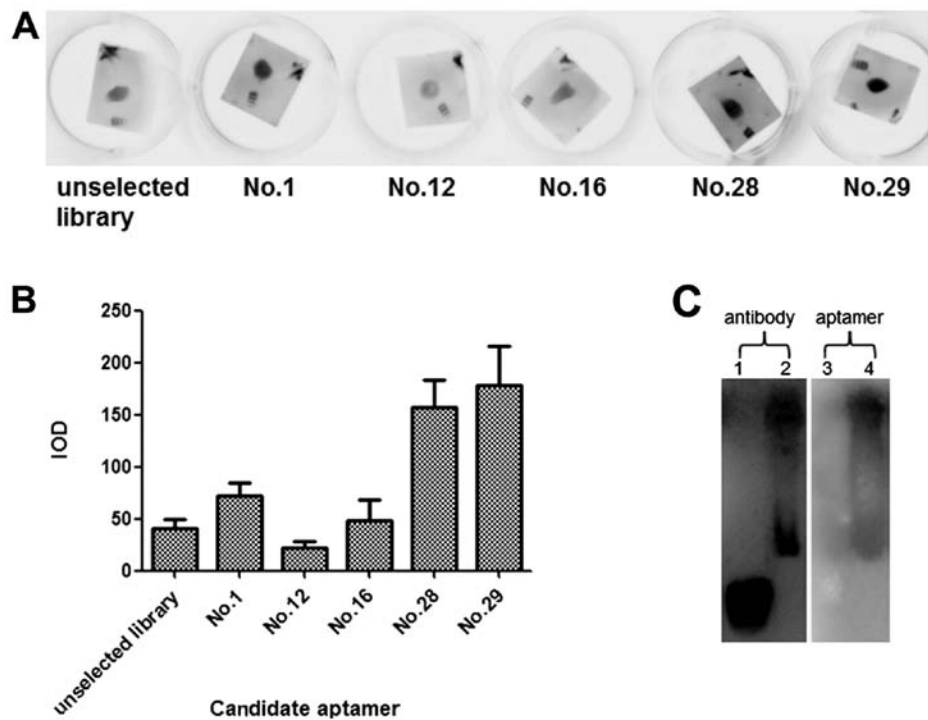 A
unselected library
No.1
No.12
No.16
No.28
No.29
B
250
200
150
100
50
0
IOD
unselected library
No.1
No.12
No.16
No.28
No.29
Candidate aptamer
C
antibody aptamer
1 2 3 4